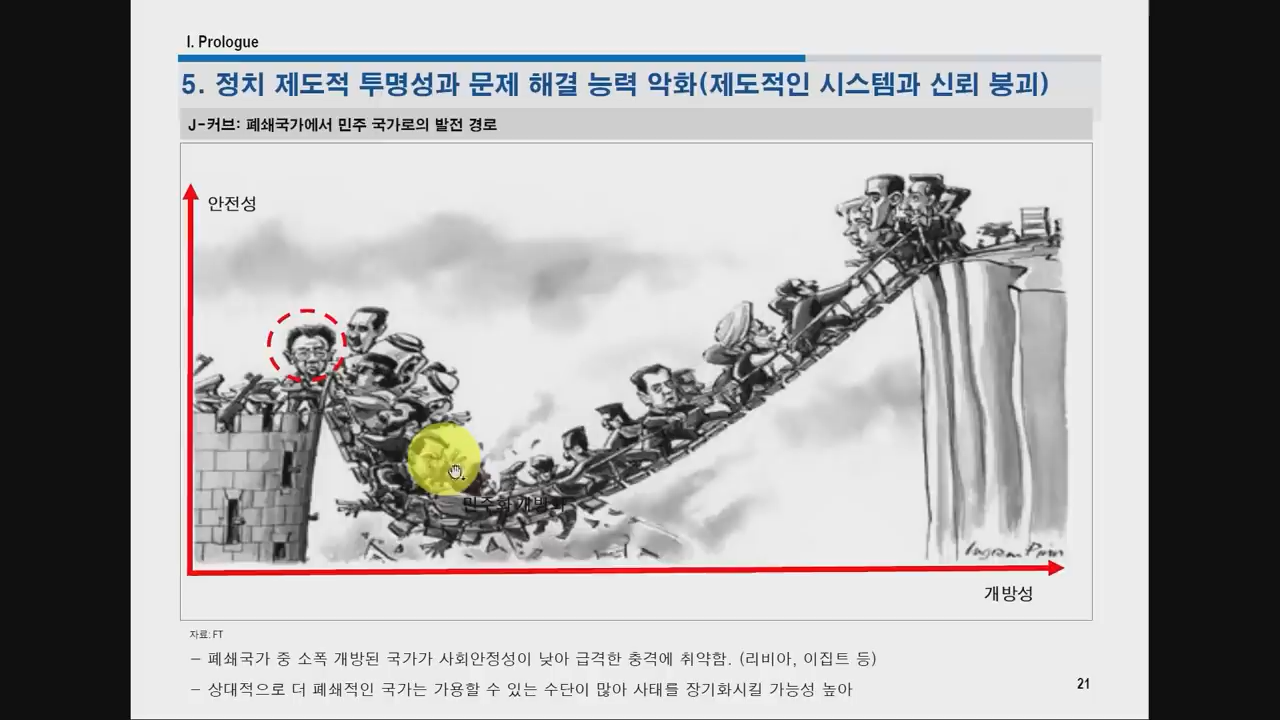 I. Prologue
5. 정치 제도적 투명성과 문제 해결 능력 악화(제도적인 시스템과 신뢰 붕괴)
J-커브: 폐쇄국가에서 민주 국가로의 발전 경로
안전성
민주화 개방화
개방성
자료: FT
– 폐쇄국가 중 소폭 개방된 국가가 사회안정성이 낮아 급격한 충격에 취약함. (리비아, 이집트 등)
– 상대적으로 더 폐쇄적인 국가는 가용할 수 있는 수단이 많아 사태를 장기화시킬 가능성 높아
21